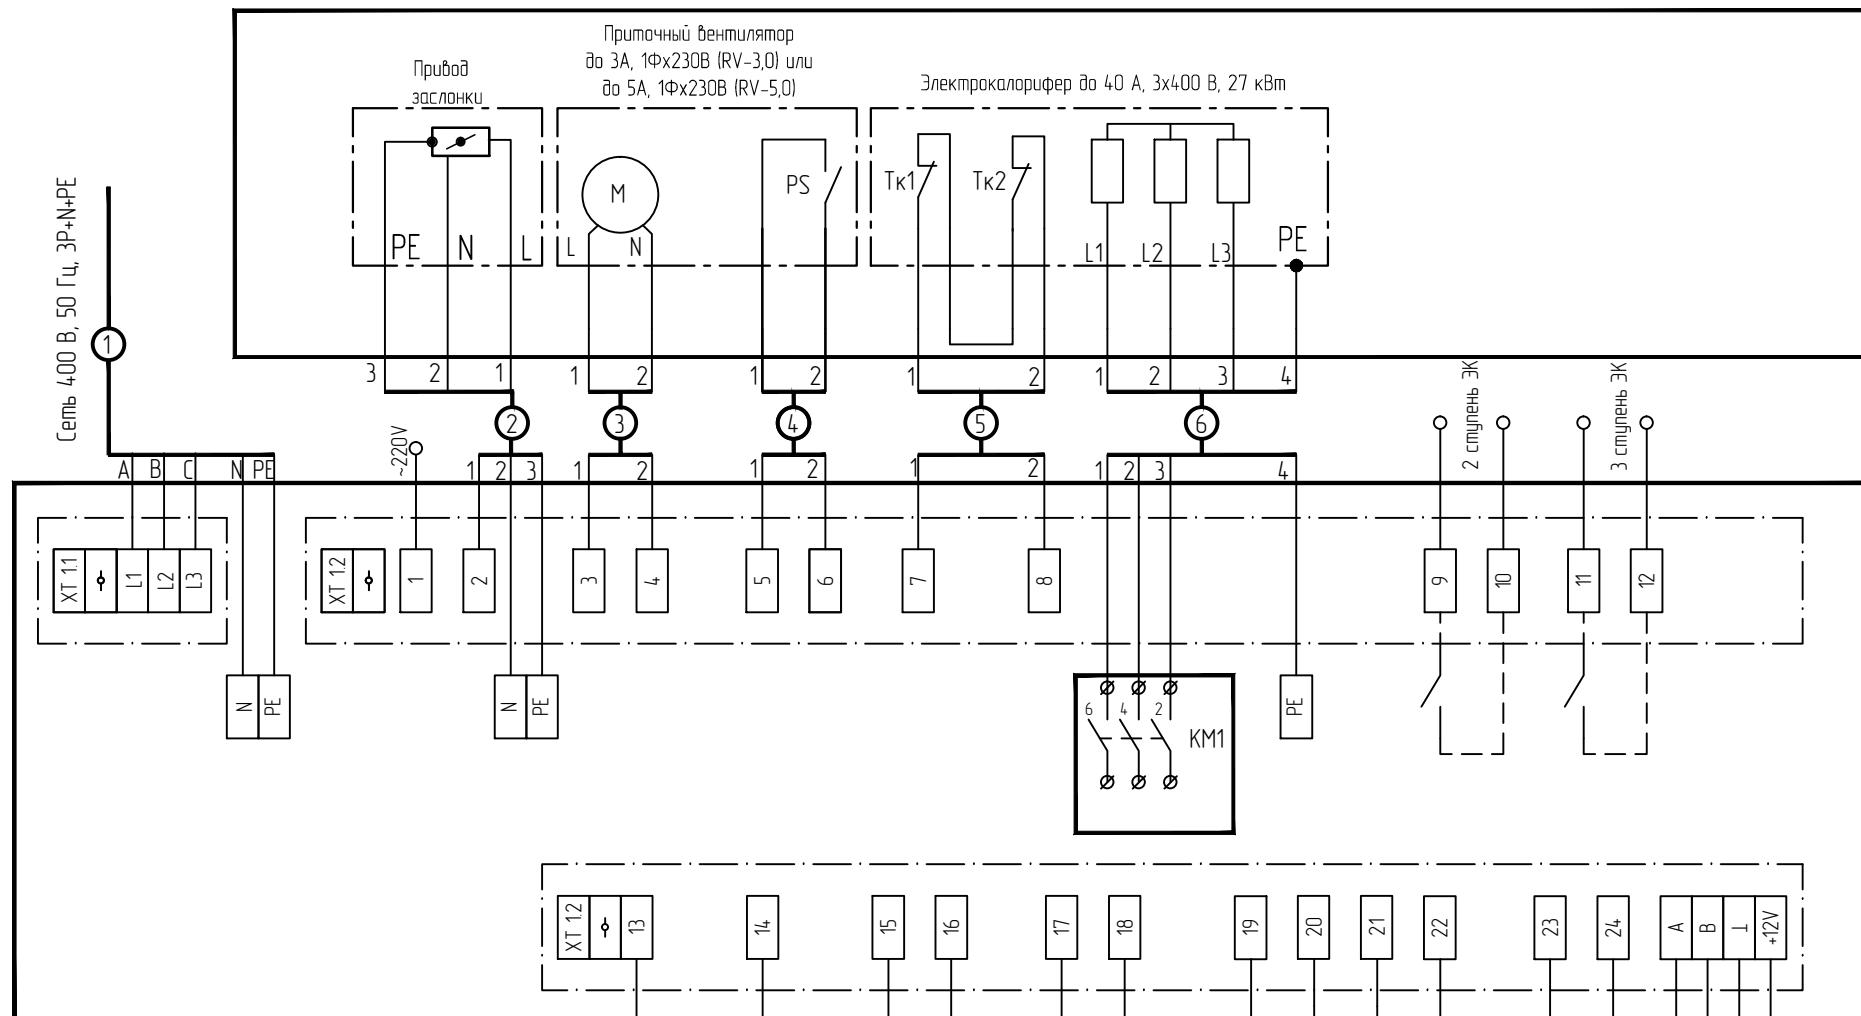 Приточный вентилятор
до 3А, 1Фх230В (RV-3,0) или
до 5А, 1Фх230В (RV-5,0)
Привод
заслонки
Электрокалорифер до 40 А, 3х400 В, 27 кВт
M
PS
Тк1
Тк2
PE
N
L
L
N
L1
L2
L3
PE
Сеть 400 В, 50 Гц, 3P+N+PE
1
3
2
1
1
2
1
2
1
2
1
2
3
4
2
3
4
5
6
2 ступень ЭК
3 ступень ЭК
~220V
A
B
C
N
PE
1
2
3
1
2
1
2
1
2
1
2
3
4
XT 1.1
L1
L2
L3
XT 1.2
1
2
3
4
5
6
7
8
9
10
11
12
N
PE
N
PE
6
4
2
KM1
PE
XT 1.2
13
14
15
16
17
18
19
20
21
22
23
24
A
B
⊥
+12V